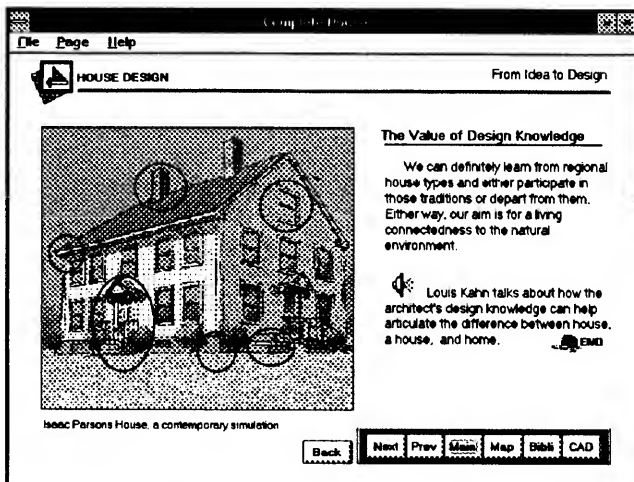 File Page Help
HOUSE DESIGN
From Idea to Design
The Value of Design Knowledge
We can definitely learn from regional
house types and either participate in
those traditions or depart from them.
Either way, our aim is for a living
connectedness to the natural
environment.
Louis Kahn talks about how the
architect's design knowledge can help
articulate the difference between house,
a house, and home.
END
Isaac Parsons House, a contemporary simulation
Back Next Prev Main Map Bibli CAD